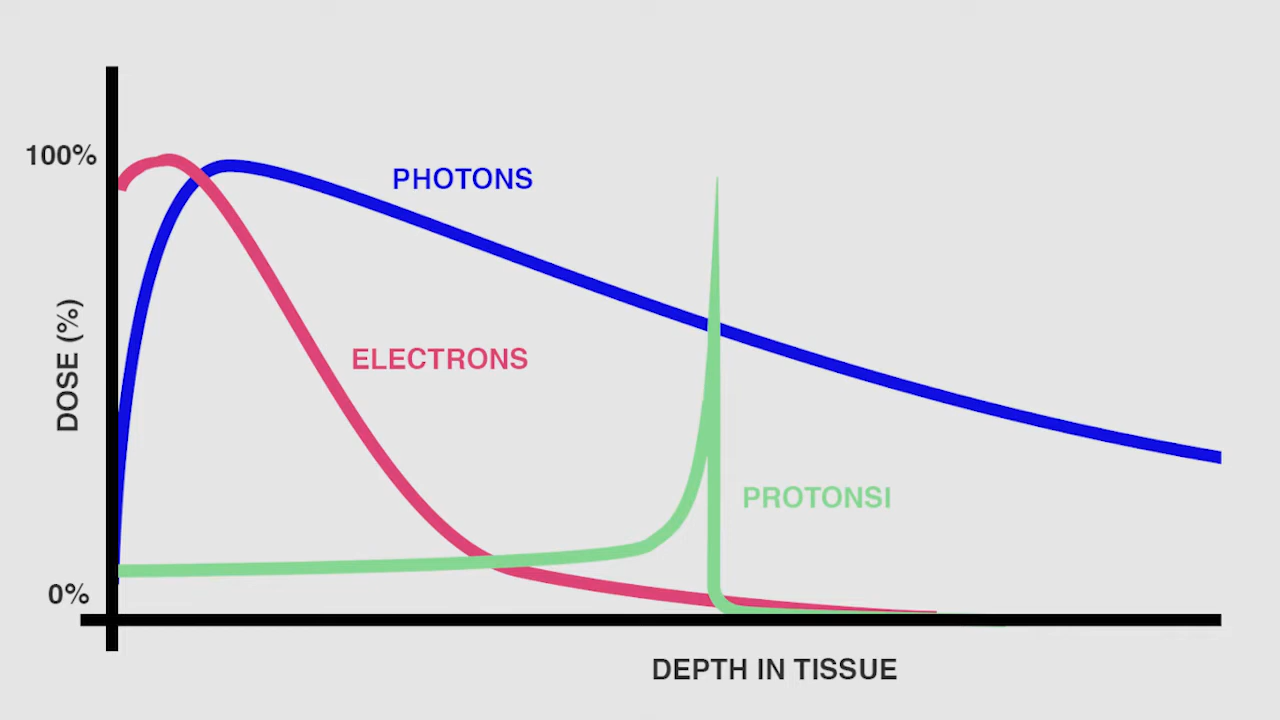 100%
PHOTONS
DOSE (%)
ELECTRONS
PROTONSI
0%
DEPTH IN TISSUE